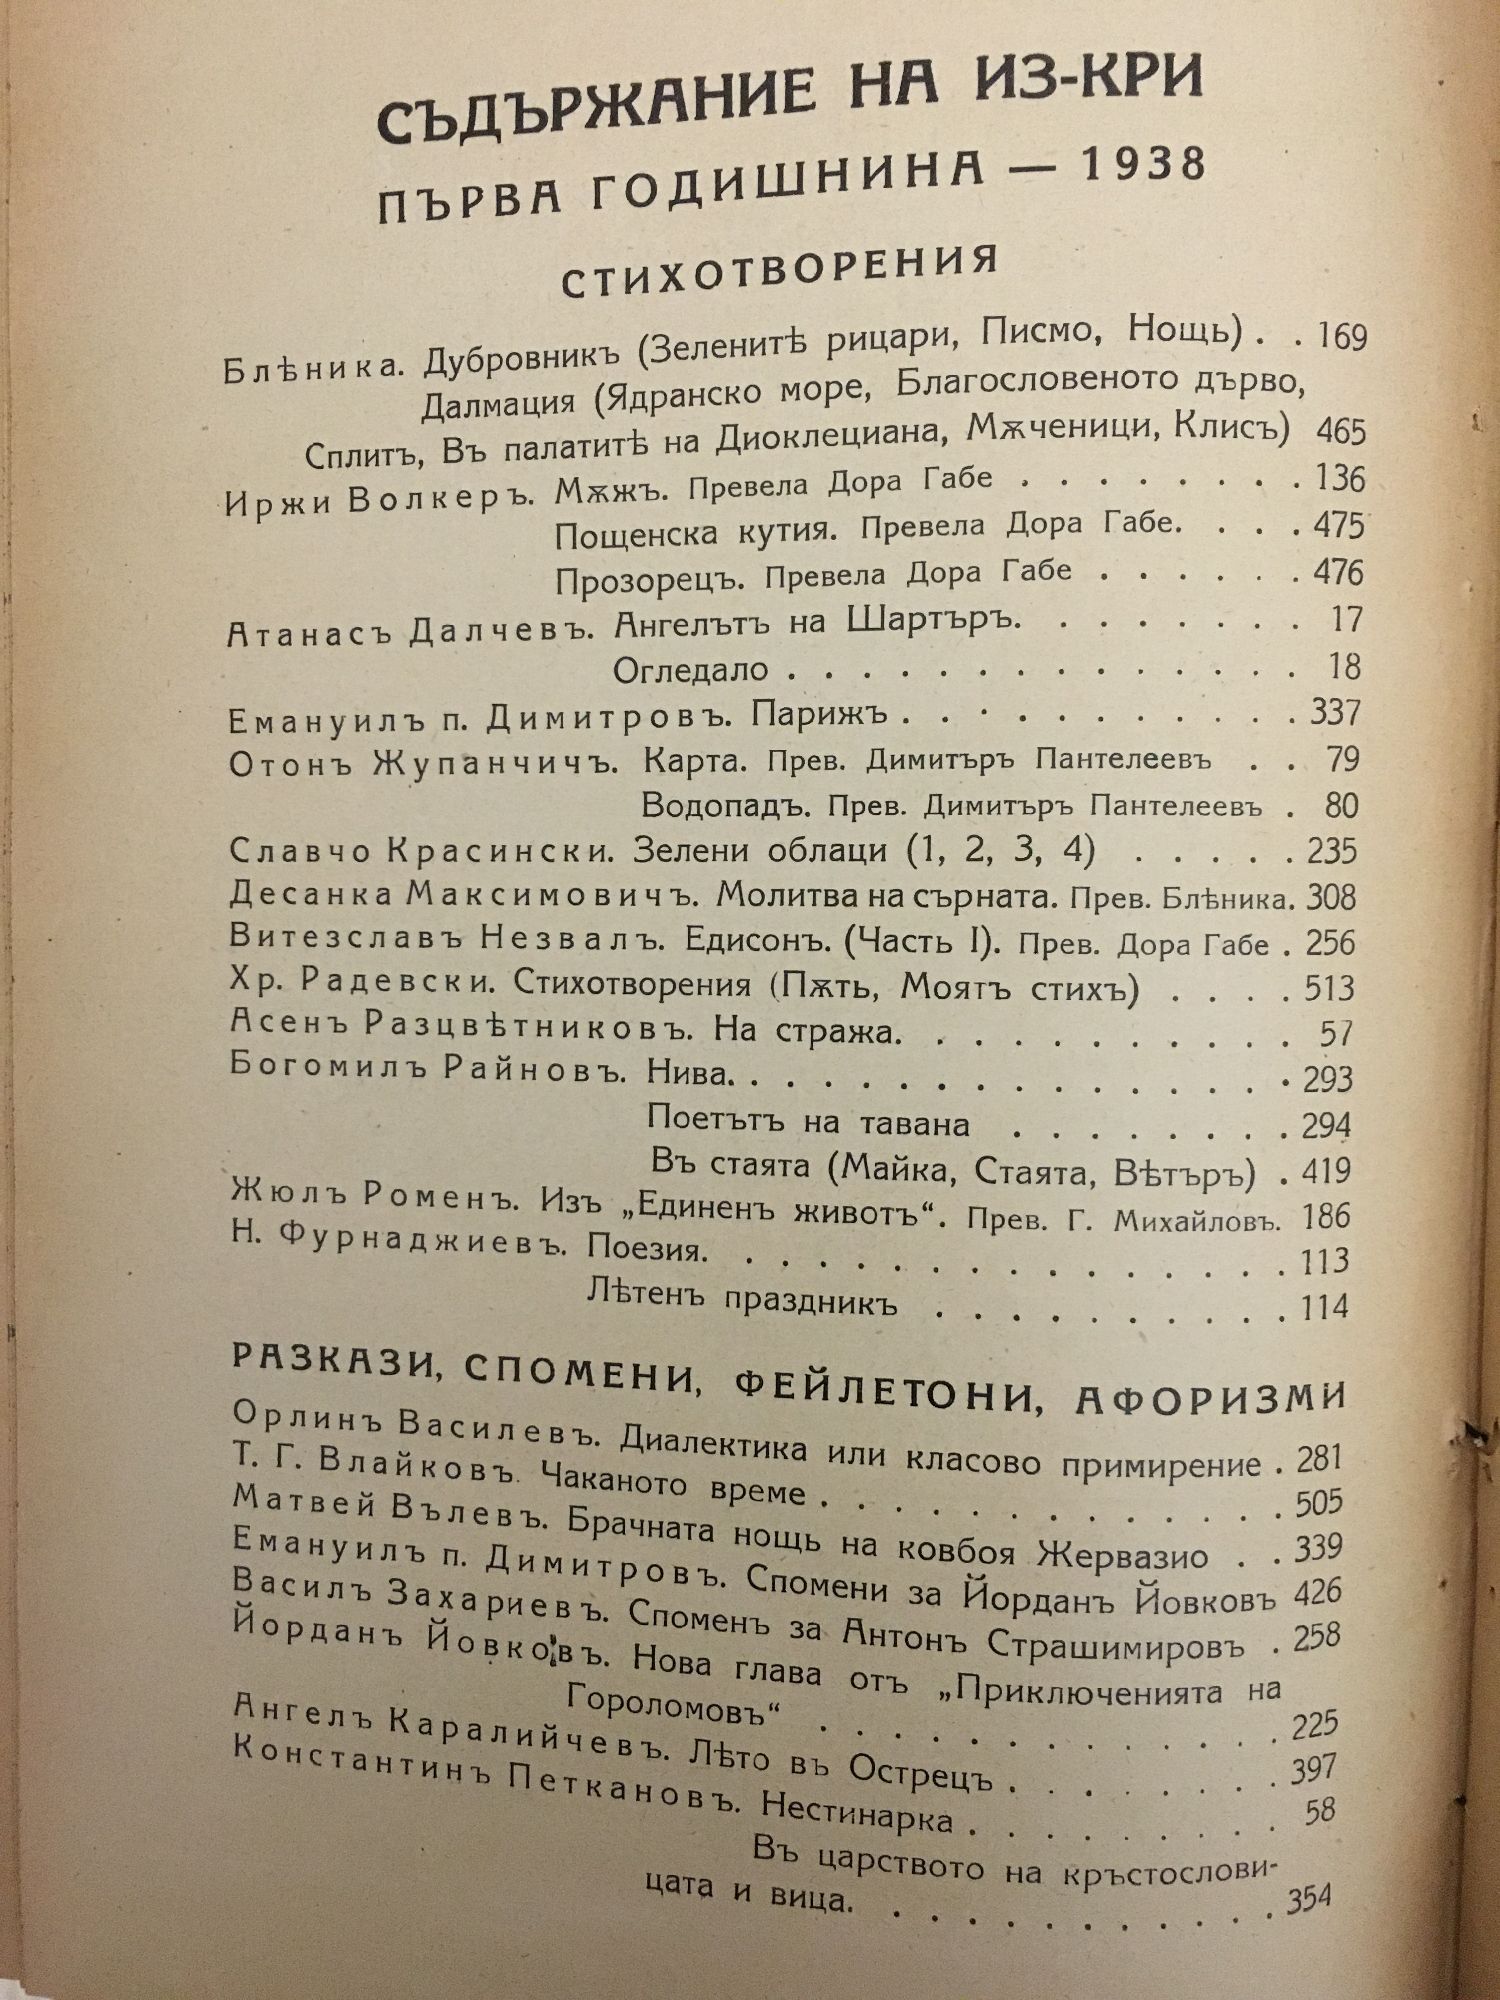 СЪДЪРЖАНИЕ НА ИЗ-КРИ
ПЪРВА ГОДИШНИНА — 1938
СТИХОТВОРЕНИЯ
Блѣника. Дубровникъ (Зеленитѣ рицари, Писмо, Нощь) . . 169
Далмация (Ядранско море, Благословеното дърво,
Сплитъ, Въ палатитѣ на Диоклециана, Мѫченици, Клисъ) 465
Иржи Волкеръ. Мѫжъ. Превела Дора Габе . . . . . . . . 136
Пощенска кутия. Превела Дора Габе. . . . 475
Прозорецъ. Превела Дора Габе . . . . . . 476
Атанасъ Далчевъ. Ангелътъ на Шартъръ. . . . . . . . 17
Огледало . . . . . . . . . . . . . . 18
Емануилъ п. Димитровъ. Парижъ . . . . . . . . . . . 337
Отонъ Жупанчичъ. Карта. Прев. Димитъръ Пантелеевъ . . 79
Водопадъ. Прев. Димитъръ Пантелеевъ . 80
Славчо Красински. Зелени облаци (1, 2, 3, 4) . . . . . 235
Десанка Максимовичъ. Молитва на сърната. Прев. Блѣника. 308
Витезславъ Незвалъ. Едисонъ. (Часть I). Прев. Дора Габе . 256
Хр. Радевски. Стихотворения (Пѫть, Моятъ стихъ) . . . . 513
Асенъ Разцвѣтниковъ. На стража. . . . . . . . . . . 57
Богомилъ Райновъ. Нива. . . . . . . . . . . . . . . 293
Поетътъ на тавана . . . . . . . . 294
Въ стаята (Майка, Стаята, Вѣтъръ) . 419
Жюлъ Роменъ. Изъ „Единенъ животъ“. Прев. Г. Михайловъ. 186
Н. Фурнаджиевъ. Поезия. . . . . . . . . . . . . . . . 113
Лѣтенъ праздникъ . . . . . . . . . . 114
РАЗКАЗИ, СПОМЕНИ, ФЕЙЛЕТОНИ, АФОРИЗМИ
Орлинъ Василевъ. Диалектика или класово примирение . 281
Т. Г. Влайковъ. Чаканото време . . . . . . . . . . . . . 505
Матвей Вълевъ. Брачната нощь на ковбоя Жервазио . . 339
Емануилъ п. Димитровъ. Спомени за Йорданъ Йовковъ 426
Василъ Захариевъ. Споменъ за Антонъ Страшимировъ . 258
Йорданъ Йовковъ. Нова глава отъ „Приключенията на
Гороломовъ“ . . . . . . . . . . . . . 225
Ангелъ Каралийчевъ. Лѣто въ Острецъ . . . . . . . . 397
Константинъ Петкановъ. Нестинарка . . . . . . . . . 58
Въ царството на кръстослови-
цата и вица. . . . . . . . . . . . 354